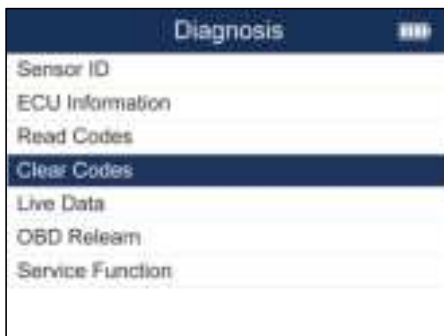 Diagnosis
Sensor ID
ECU Information
Read Codes
Clear Codes
Live Data
OBD Relearn
Service Function